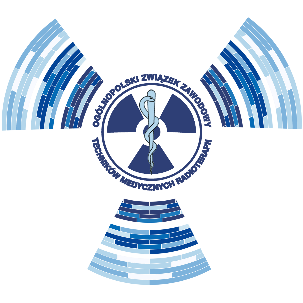 OGÓLNOPOLSKI ZWIĄZEK ZAWODOWY
TECHNIKÓW MEDYCZNYCH RADIOTERAPII